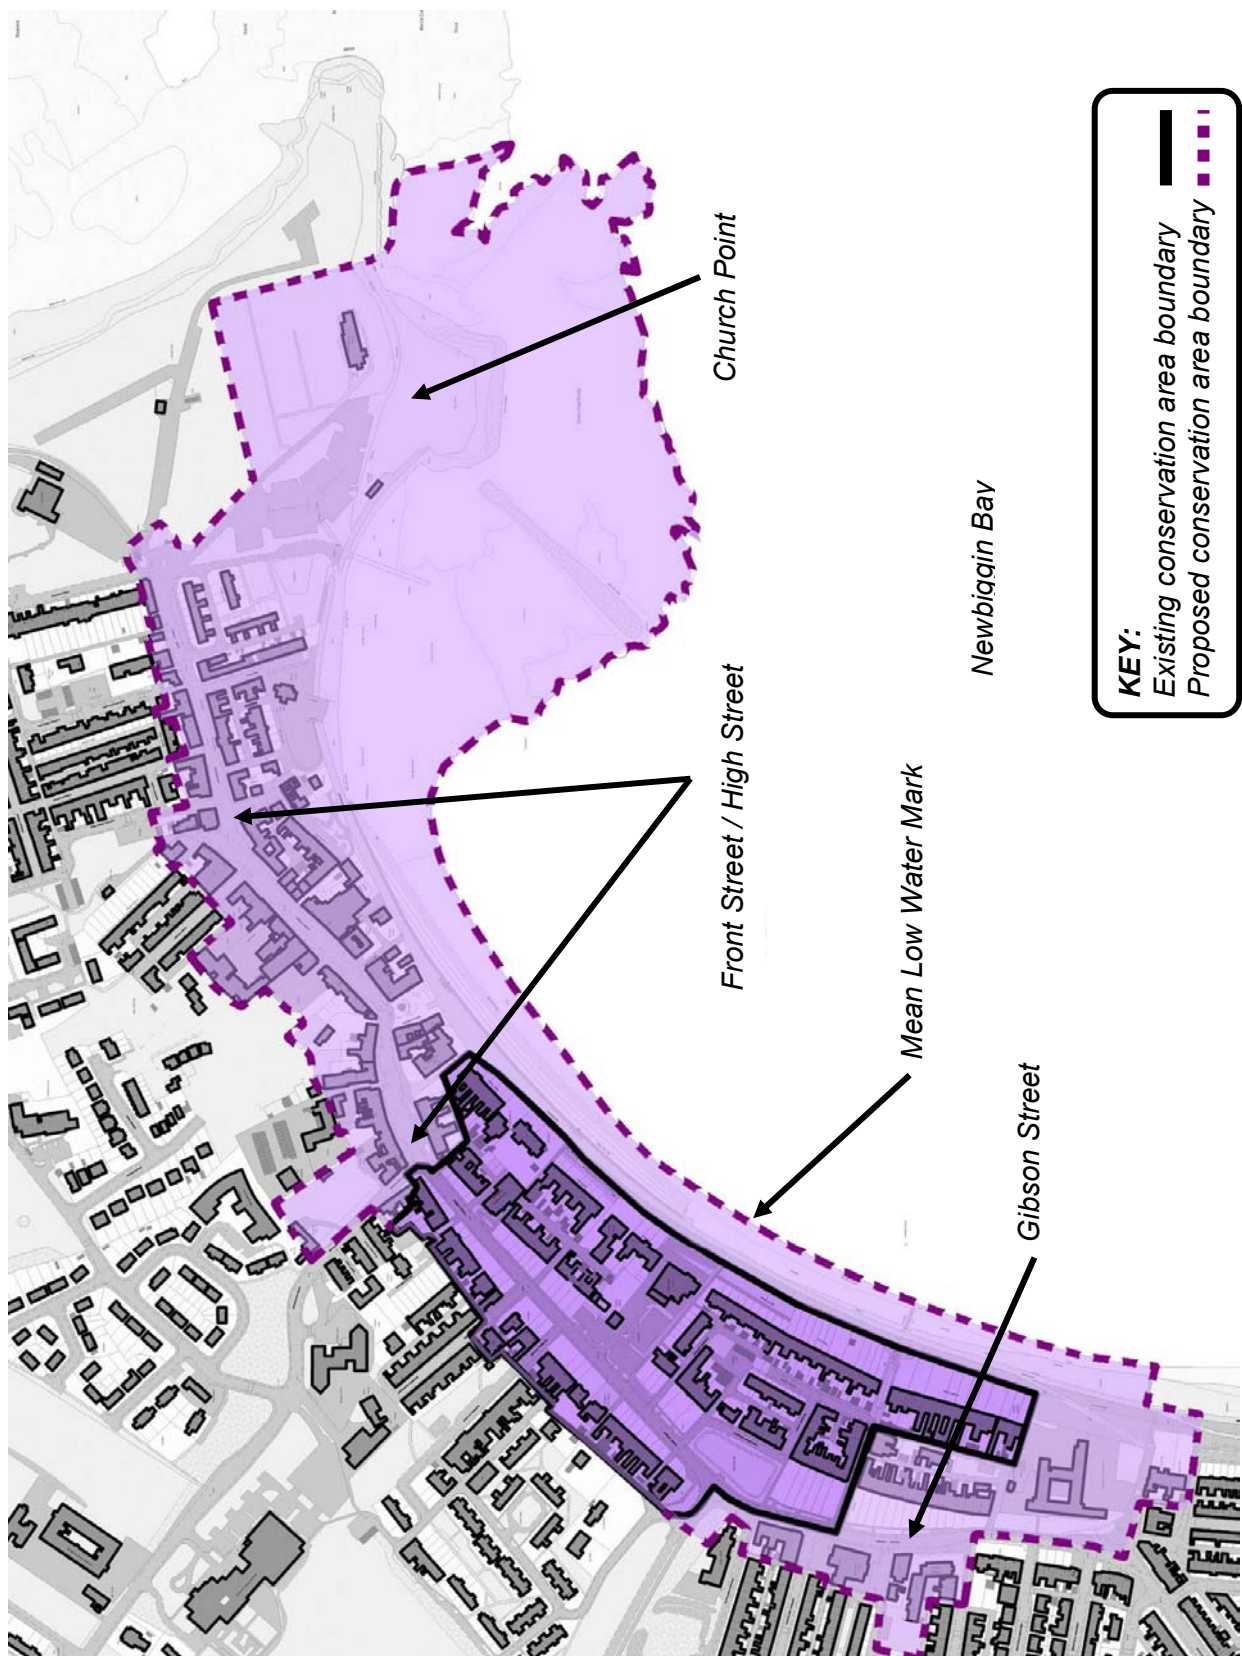 Church Point
Newbiggin Bay
Front Street / High Street
Mean Low Water Mark
Gibson Street
KEY:
Existing conservation area boundary
Proposed conservation area boundary